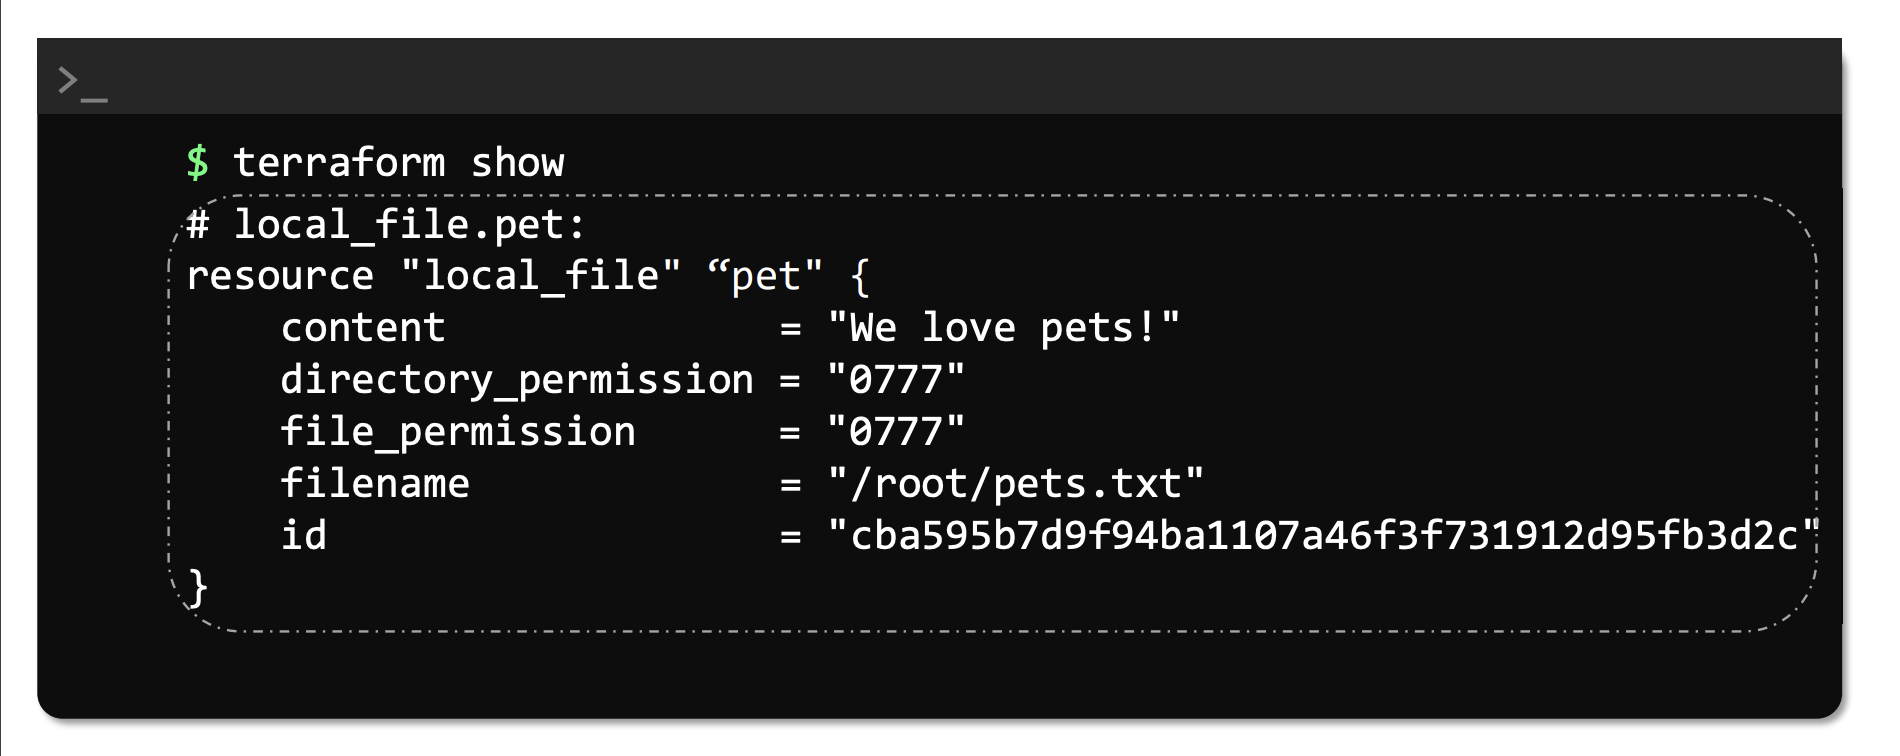 >_
$ terraform show
# local_file.pet:
resource "local_file" “pet" {
    content              = "We love pets!"
    directory_permission = "0777"
    file_permission      = "0777"
    filename             = "/root/pets.txt"
    id                   = "cba595b7d9f94ba1107a46f3f731912d95fb3d2c"
}